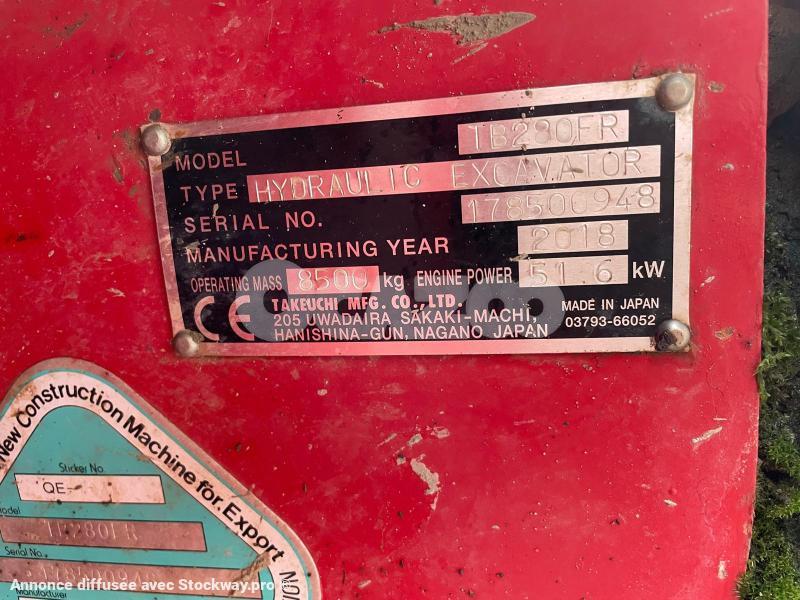 MODEL TB280FR
TYPE HYDRAULIC EXCAVATOR
SERIAL NO. 178500948
MANUFACTURING YEAR 2018
OPERATING MASS 8500 kg ENGINE POWER 51.6 kW
CE TAKEUCHI MFG. CO., LTD.
205 UWADAIRA SAKAKI-MACHI,
HANISHINA-GUN, NAGANO JAPAN
MADE IN JAPAN
03793-66052
New Construction Machine for Export
Sticker No.
QE-
Model
TB280FR
Serial No.
Manufacturer
Annonce diffusée avec Stockway.pro